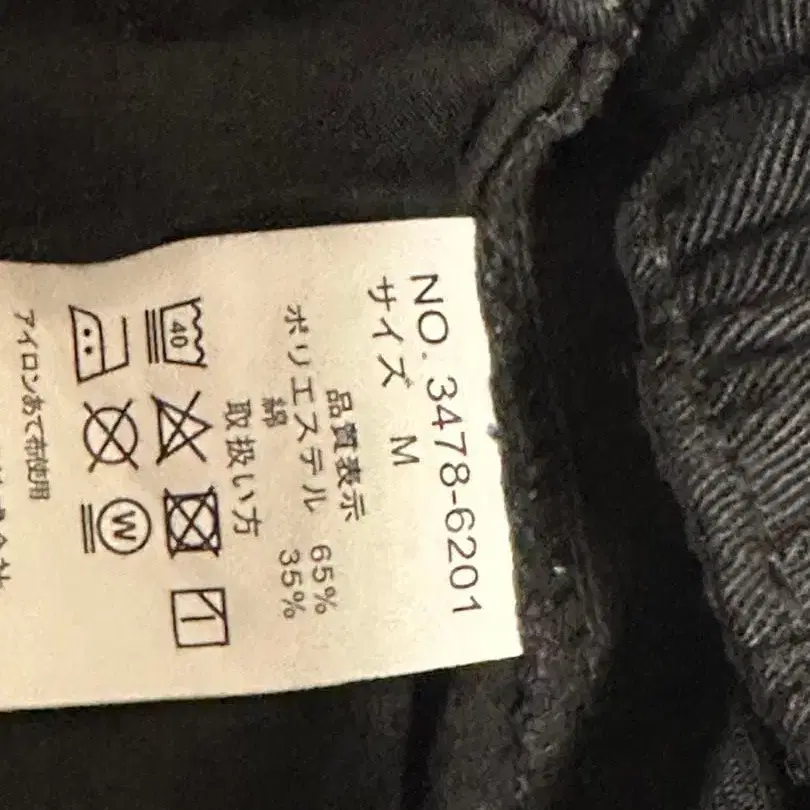 NO. 3478-6201
サイズ M
品質表示
ポリエステル 65%
綿 35%
取扱い方
40
W
アイロンあて布使用